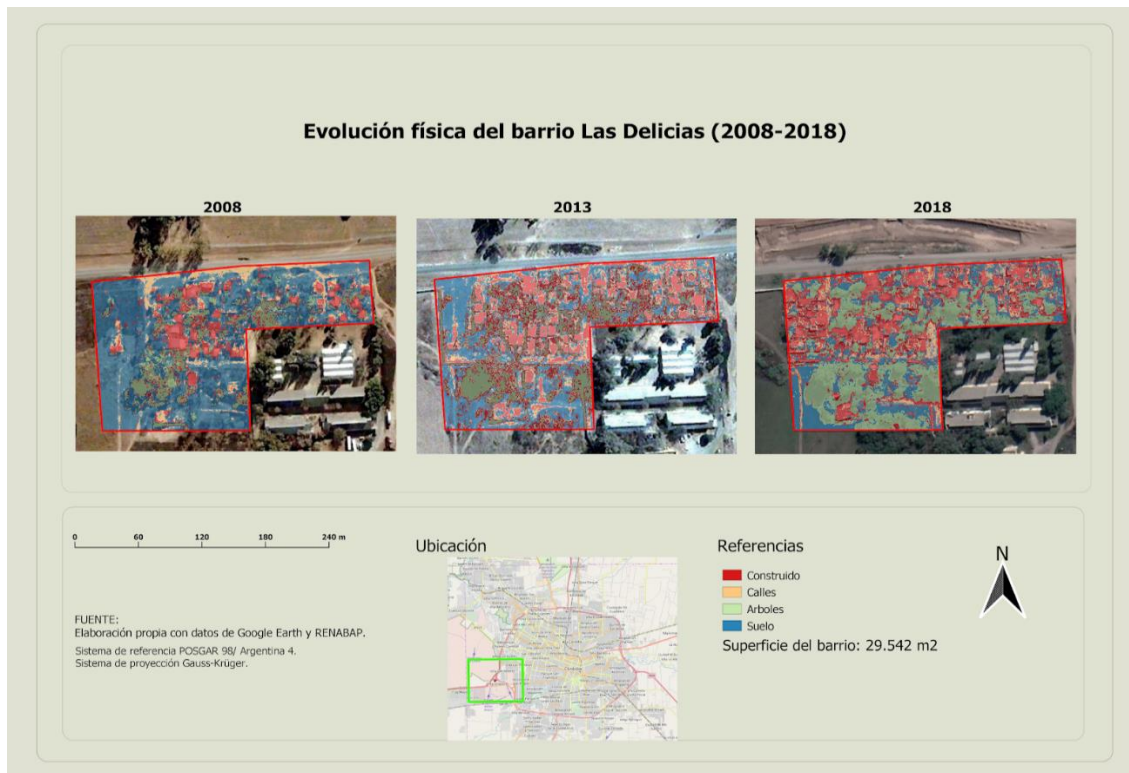 Evolución física del barrio Las Delicias (2008-2018)
2008
2013
2018
0 60 120 180 240 m
FUENTE:
Elaboración propia con datos de Google Earth y RENABAP.
Sistema de referencia POSGAR 98/ Argentina 4.
Sistema de proyección Gauss-Krüger.
Ubicación
Referencias
Construido
Calles
Arboles
Suelo
Superficie del barrio: 29.542 m2
N